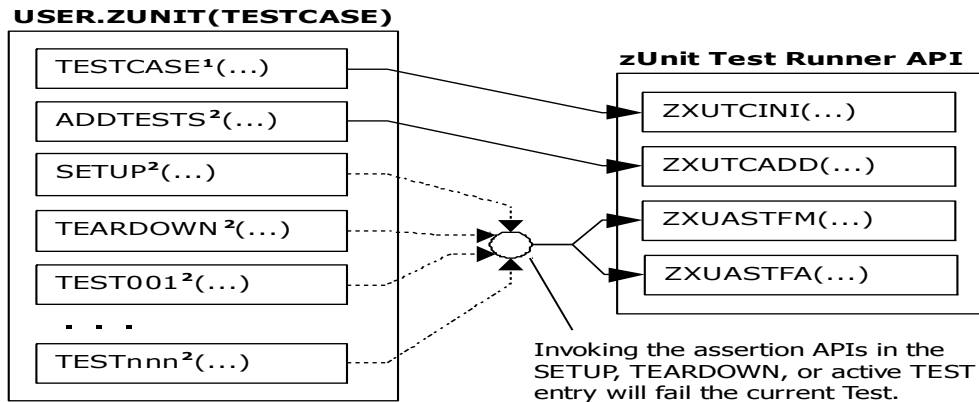 USER.ZUNIT(TESTCASE)
TESTCASE¹(...)
ADDTESTS²(...)
SETUP²(...)
TEARDOWN²(...)
TEST001²(...)
. . .
TESTnnn²(...)
zUnit Test Runner API
ZXUTCINI(...)
ZXUTCADD(...)
ZXUASTFM(...)
ZXUASTFA(...)
Invoking the assertion APIs in the
SETUP, TEARDOWN, or active TEST
entry will fail the current Test.